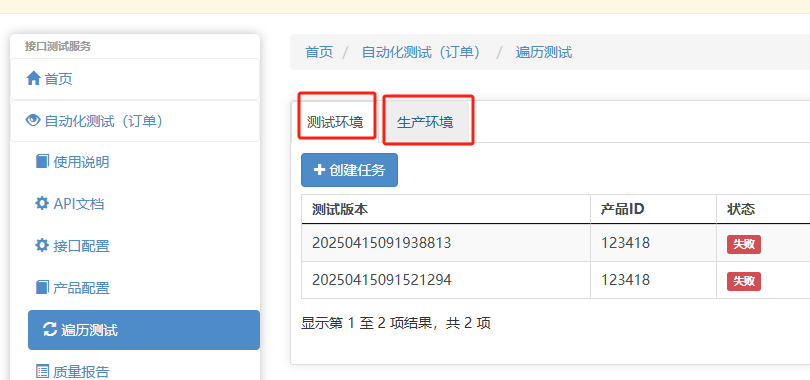 接口测试服务
首页
自动化测试（订单）
使用说明
API文档
接口配置
产品配置
遍历测试
质量报告
首页 / 自动化测试（订单） / 遍历测试
测试环境 生产环境
创建任务
测试版本 产品ID 状态
20250415091938813 123418 失败
20250415091521294 123418 失败
显示第 1 至 2 项结果，共 2 项